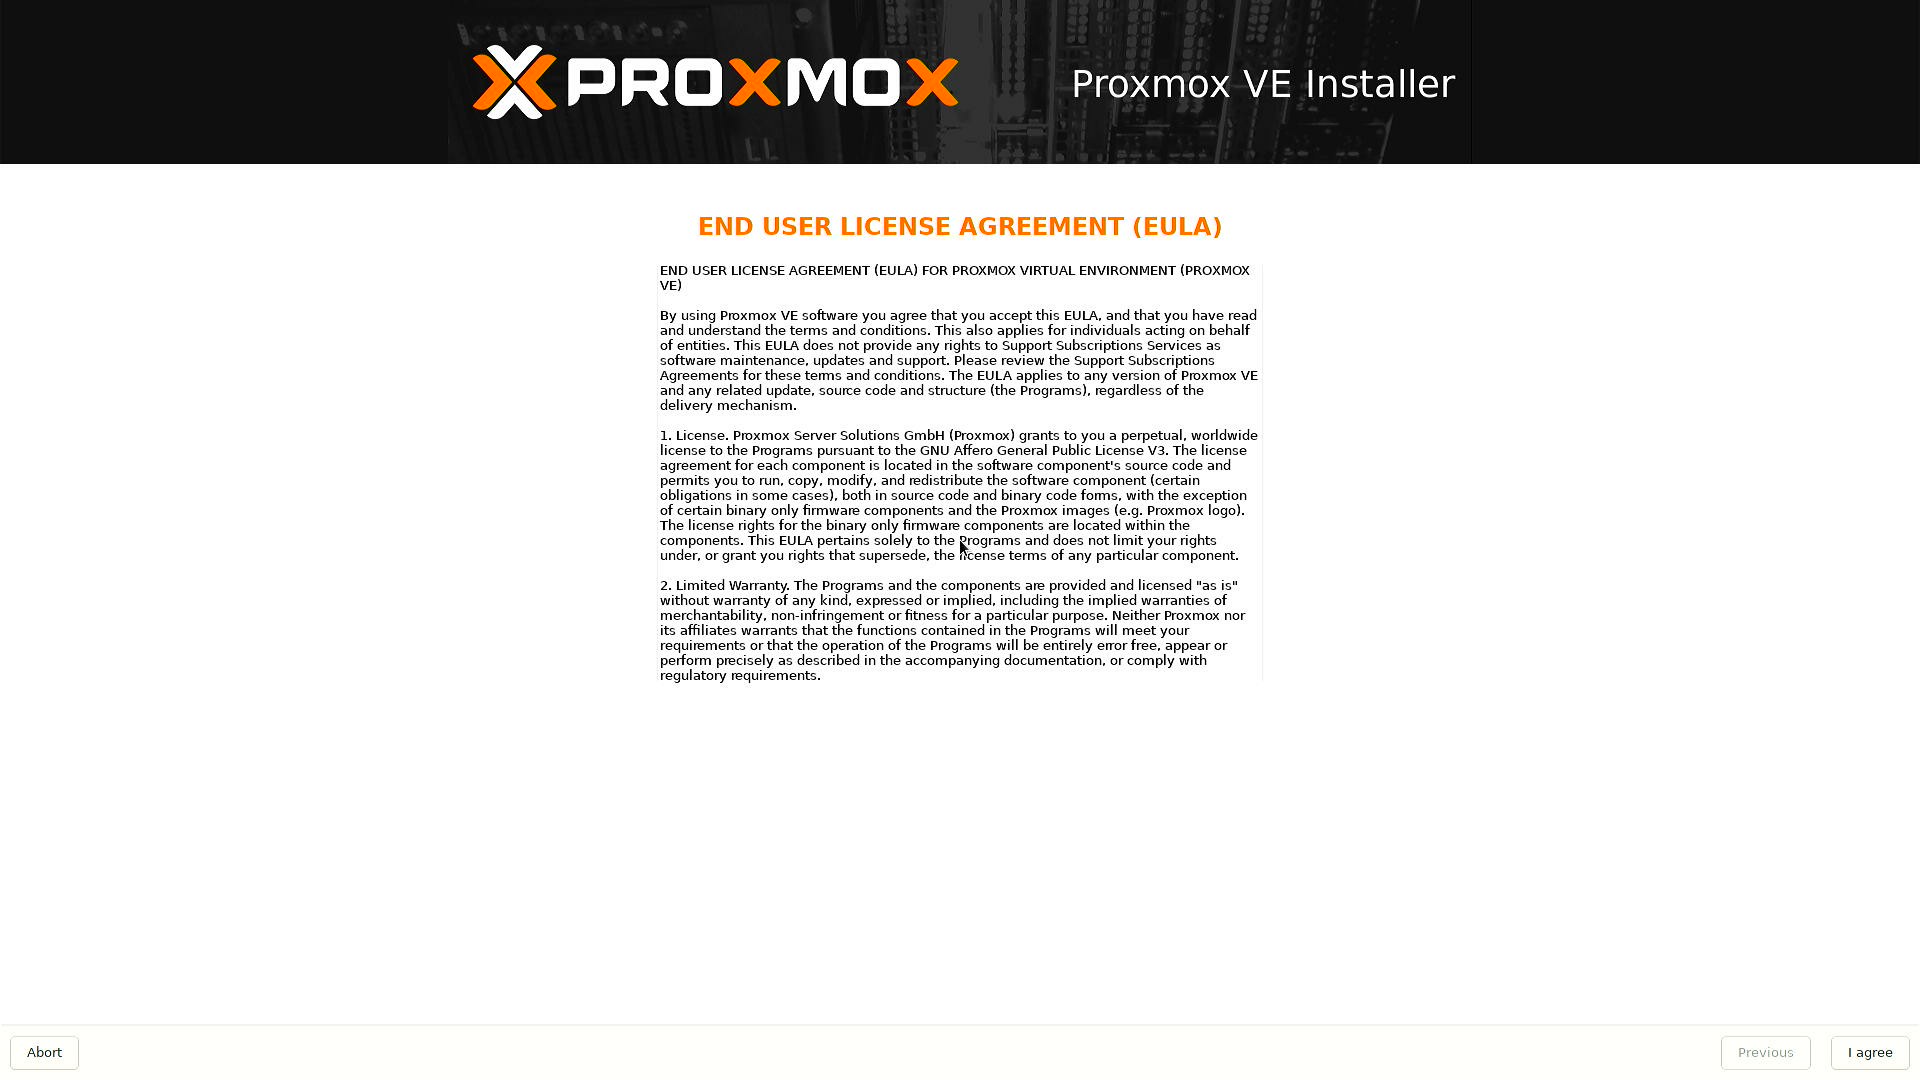 PROXMOX
Proxmox VE Installer
END USER LICENSE AGREEMENT (EULA)
END USER LICENSE AGREEMENT (EULA) FOR PROXMOX VIRTUAL ENVIRONMENT (PROXMOX
VE)
By using Proxmox VE software you agree that you accept this EULA, and that you have read
and understand the terms and conditions. This also applies for individuals acting on behalf
of entities. This EULA does not provide any rights to Support Subscriptions Services as
software maintenance, updates and support. Please review the Support Subscriptions
Agreements for these terms and conditions. The EULA applies to any version of Proxmox VE
and any related update, source code and structure (the Programs), regardless of the
delivery mechanism.
1. License. Proxmox Server Solutions GmbH (Proxmox) grants to you a perpetual, worldwide
license to the Programs pursuant to the GNU Affero General Public License V3. The license
agreement for each component is located in the software component's source code and
permits you to run, copy, modify, and redistribute the software component (certain
obligations in some cases), both in source code and binary code forms, with the exception
of certain binary only firmware components and the Proxmox images (e.g. Proxmox logo).
The license rights for the binary only firmware components are located within the
components. This EULA pertains solely to the Programs and does not limit your rights
under, or grant you rights that supersede, the license terms of any particular component.
2. Limited Warranty. The Programs and the components are provided and licensed "as is"
without warranty of any kind, expressed or implied, including the implied warranties of
merchantability, non-infringement or fitness for a particular purpose. Neither Proxmox nor
its affiliates warrants that the functions contained in the Programs will meet your
requirements or that the operation of the Programs will be entirely error free, appear or
perform precisely as described in the accompanying documentation, or comply with
regulatory requirements.
Abort
Previous
I agree